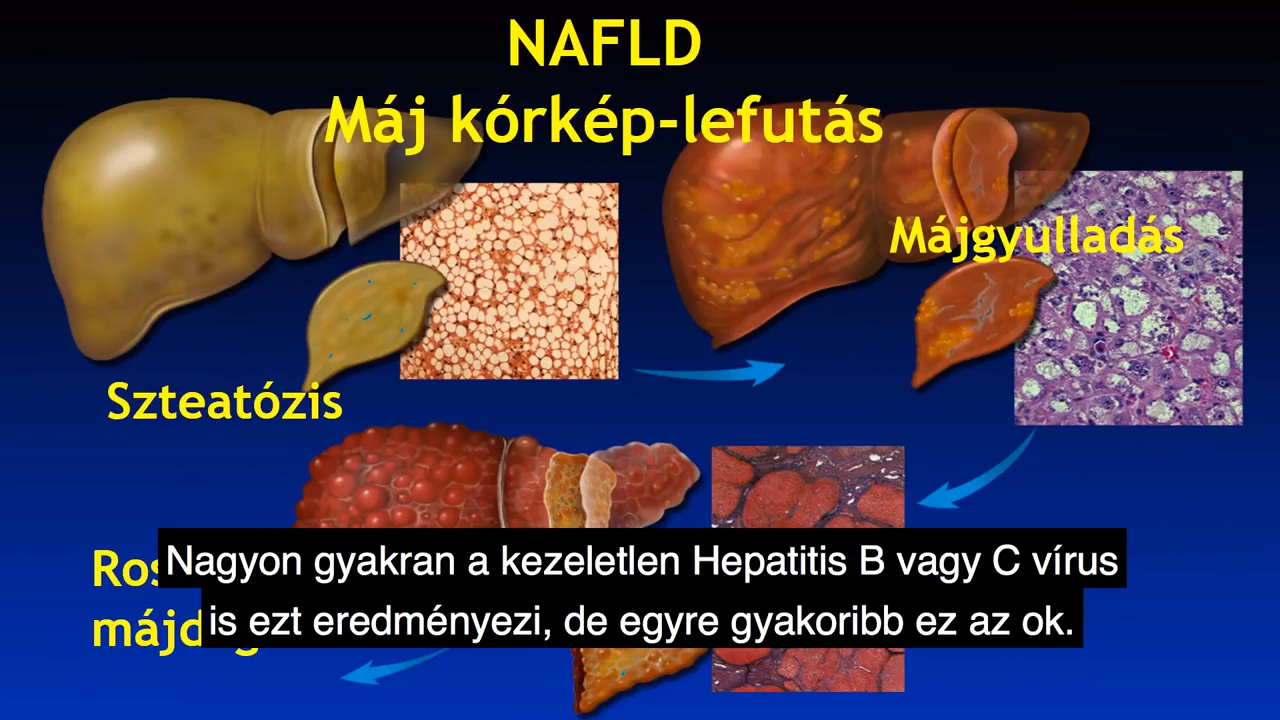 NAFLD
Máj kórkép-lefutás
Májgyulladás
Szteatózis
Nagyon gyakran a kezeletlen Hepatitis B vagy C vírus
is ezt eredményezi, de egyre gyakoribb ez az ok.